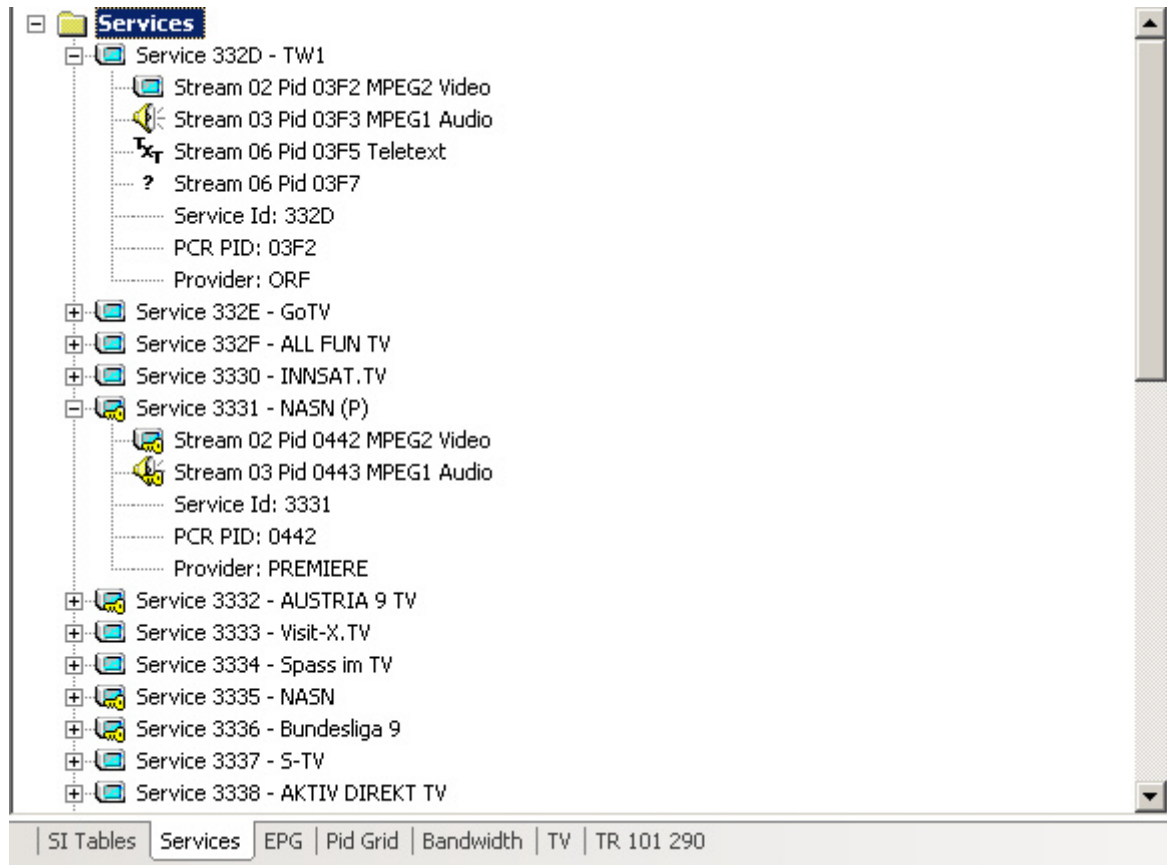 Services
Service 332D - TW1
Stream 02 Pid 03F2 MPEG2 Video
Stream 03 Pid 03F3 MPEG1 Audio
TXT Stream 06 Pid 03F5 Teletext
? Stream 06 Pid 03F7
Service Id: 332D
PCR PID: 03F2
Provider: ORF
Service 332E - GoTV
Service 332F - ALL FUN TV
Service 3330 - INNSAT.TV
Service 3331 - NASN (P)
Stream 02 Pid 0442 MPEG2 Video
Stream 03 Pid 0443 MPEG1 Audio
Service Id: 3331
PCR PID: 0442
Provider: PREMIERE
Service 3332 - AUSTRIA 9 TV
Service 3333 - Visit-X.TV
Service 3334 - Spass im TV
Service 3335 - NASN
Service 3336 - Bundesliga 9
Service 3337 - S-TV
Service 3338 - AKTIV DIREKT TV
SI Tables Services EPG Pid Grid Bandwidth TV TR 101 290